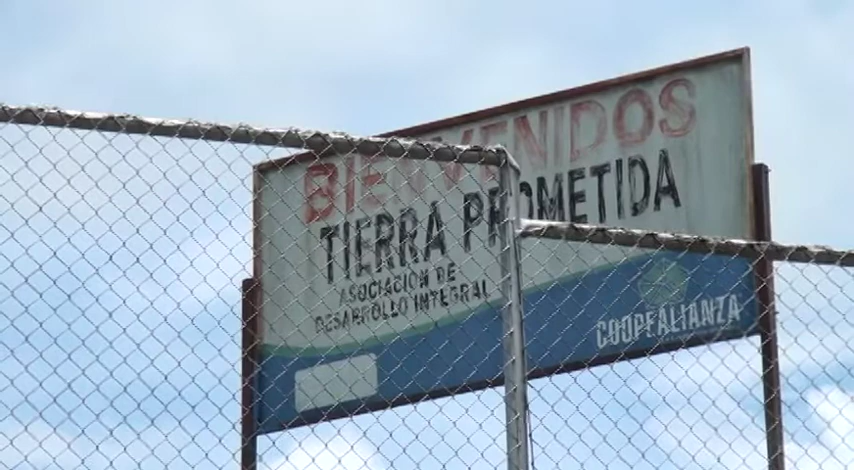 BIENVENIDOS
TIERRA PROMETIDA
ASOCIACION DE
DESARROLLO INTEGRAL
COOPEALIANZA